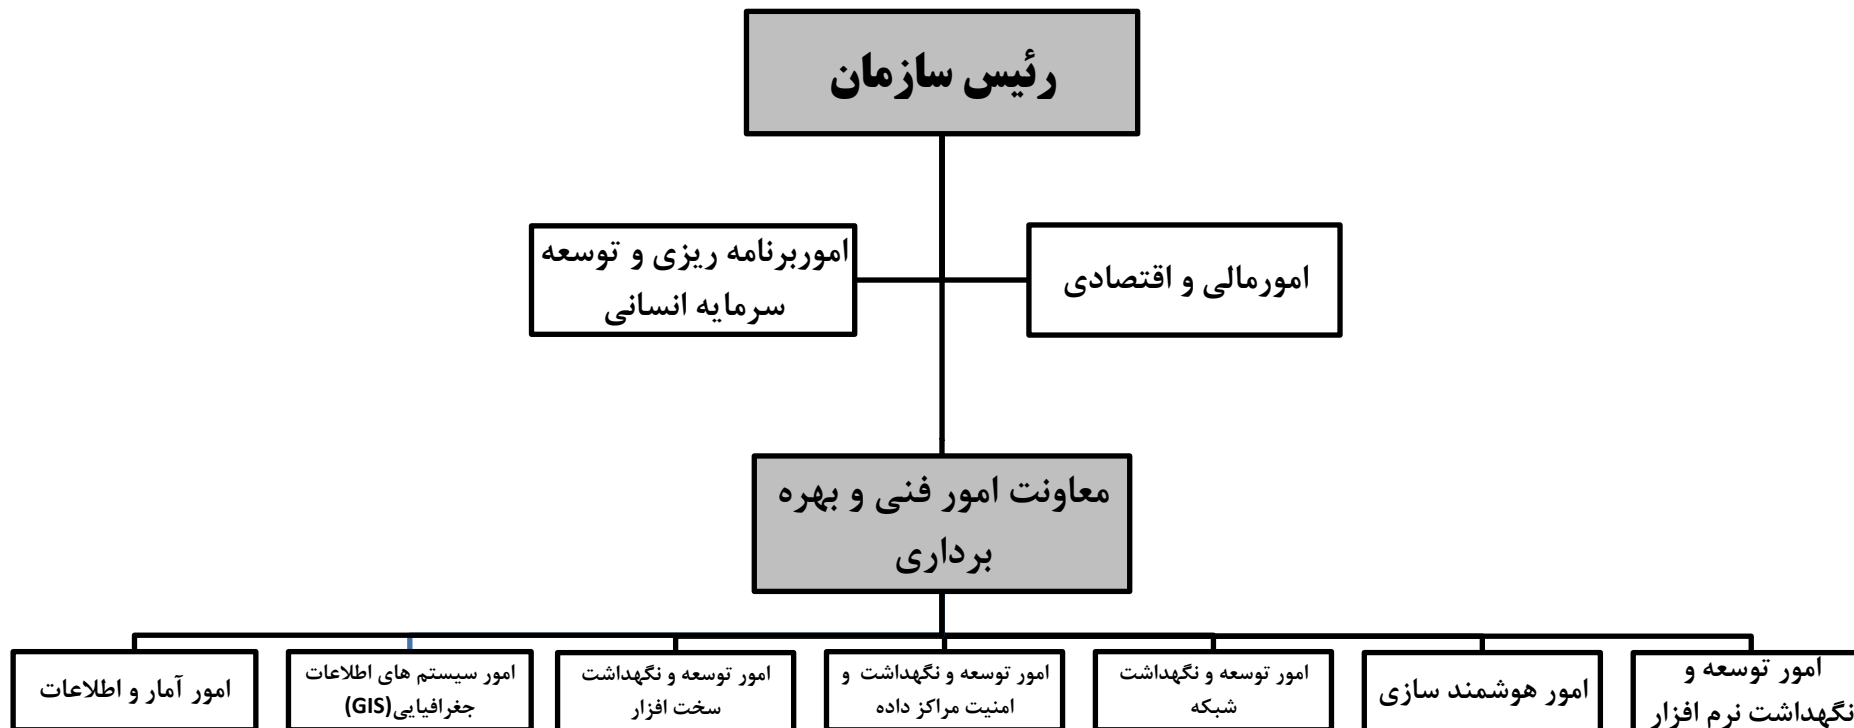 رئیس سازمان
امورمالی و اقتصادی
اموربرنامه ریزی و توسعه
سرمایه انسانی
معاونت امور فنی و بهره
برداری
امور توسعه و
نگهداشت نرم افزار
امور هوشمند سازی
امور توسعه و نگهداشت
شبکه
امور توسعه و نگهداشت و
امنیت مراکز داده
امور توسعه و نگهداشت
سخت افزار
امور سیستم های اطلاعات
جغرافیایی(GIS)
امور آمار و اطلاعات